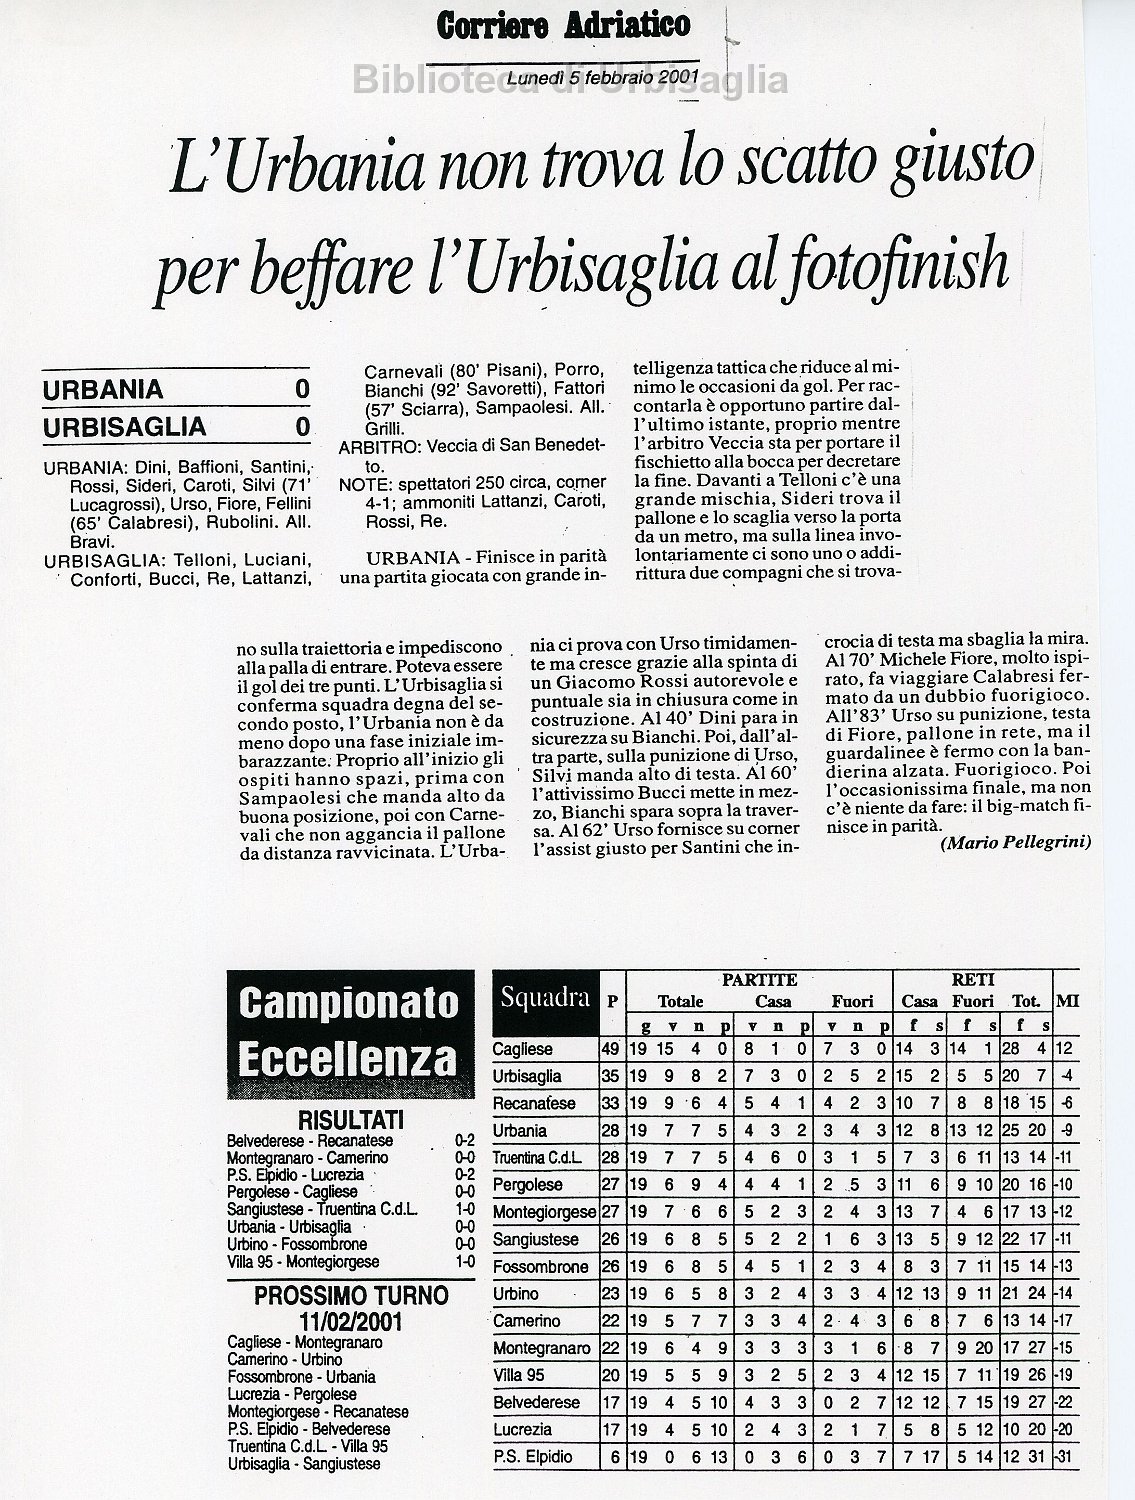 Corriere Adriatico
Biblioteca di Urbisaglia
Lunedì 5 febbraio 2001
L'Urbania non trova lo scatto giusto
per beffare l'Urbisaglia al fotofinish
URBANIA 0
URBISAGLIA 0
URBANIA: Dini, Baffioni, Santini,
Rossi, Sideri, Caroti, Silvi (71'
Lucagrossi), Urso, Fiore, Fellini
(65' Calabresi), Rubolini. All.
Bravi.
URBISAGLIA: Telloni, Luciani,
Conforti, Bucci, Re, Lattanzi,
Carnevali (80' Pisani), Porro,
Bianchi (92' Savoretti), Fattori
(57' Sciarra), Sampaolesi. All.
Grilli.
ARBITRO: Veccia di San Benedet-
to.
NOTE: spettatori 250 circa, corner
4-1; ammoniti Lattanzi, Caroti,
Rossi, Re.
URBANIA - Finisce in parità
una partita giocata con grande in-
telligenza tattica che riduce al mi-
nimo le occasioni da gol. Per rac-
contarla è opportuno partire dal-
l'ultimo istante, proprio mentre
l'arbitro Veccia sta per portare il
fischietto alla bocca per decretare
la fine. Davanti a Telloni c'è una
grande mischia, Sideri trova il
pallone e lo scaglia verso la porta
da un metro, ma sulla linea invo-
lontariamente ci sono uno o addi-
rittura due compagni che si trova-
no sulla traiettoria e impediscono
alla palla di entrare. Poteva essere
il gol dei tre punti. L'Urbisaglia si
conferma squadra degna del se-
condo posto, l'Urbania non è da
meno dopo una fase iniziale im-
barazzante. Proprio all'inizio gli
ospiti hanno spazi, prima con
Sampaolesi che manda alto da
buona posizione, poi con Carne-
vali che non aggancia il pallone
da distanza ravvicinata. L'Urba-
nia ci prova con Urso timidamen-
te ma cresce grazie alla spinta di
un Giacomo Rossi autorevole e
puntuale sia in chiusura come in
costruzione. Al 40' Dini para in
sicurezza su Bianchi. Poi, dall'al-
tra parte, sulla punizione di Urso,
Silvi manda alto di testa. Al 60'
l'attivissimo Bucci mette in mez-
zo, Bianchi spara sopra la traver-
sa. Al 62' Urso fornisce su corner
l'assist giusto per Santini che in-
crocia di testa ma sbaglia la mira.
Al 70' Michele Fiore, molto ispi-
rato, fa viaggiare Calabresi fer-
mato da un dubbio fuorigioco.
All'83' Urso su punizione, testa
di Fiore, pallone in rete, ma il
guardalinee è fermo con la ban-
dierina alzata. Fuorigioco. Poi
l'occasionissima finale, ma non
c'è niente da fare: il big-match fi-
nisce in parità.
(Mario Pellegrini)
Campionato
Eccellenza
RISULTATI
Belvederese - Recanatese 0-2
Montegranaro - Camerino 0-0
P.S. Elpidio - Lucrezia 0-2
Pergolese - Cagliese 0-0
Sangiustese - Truentina C.d.L. 1-0
Urbania - Urbisaglia 0-0
Urbino - Fossombrone 0-0
Villa 95 - Montegiorgese 1-0
PROSSIMO TURNO
11/02/2001
Cagliese - Montegranaro
Camerino - Urbino
Fossombrone - Urbania
Lucrezia - Pergolese
Montegiorgese - Recanatese
P.S. Elpidio - Belvederese
Truentina C.d.L. - Villa 95
Urbisaglia - Sangiustese
PARTITE RETI
Squadra P Totale Casa Fuori Casa Fuori Tot. MI
g v n p v n p v n p f s f s f s
Cagliese 49 19 15 4 0 8 1 0 7 3 0 14 3 14 1 28 4 12
Urbisaglia 35 19 9 8 2 7 3 0 2 5 2 15 2 5 5 20 7 -4
Recanatese 33 19 9 6 4 5 4 1 4 2 3 10 7 8 8 18 15 -6
Urbania 28 19 7 7 5 4 3 2 3 4 3 12 8 13 12 25 20 -9
Truentina C.d.L. 28 19 7 7 5 4 6 0 3 1 5 7 3 6 11 13 14 -11
Pergolese 27 19 6 9 4 4 4 1 2 5 3 11 6 9 10 20 16 -10
Montegiorgese 27 19 7 6 6 5 2 3 2 4 3 13 7 4 6 17 13 -12
Sangiustese 26 19 6 8 5 5 2 2 1 6 3 13 5 9 12 22 17 -11
Fossombrone 26 19 6 8 5 4 5 1 2 3 4 8 3 7 11 15 14 -13
Urbino 23 19 6 5 8 3 2 4 3 3 4 12 13 9 11 21 24 -14
Camerino 22 19 5 7 7 3 3 4 2 4 3 6 8 7 6 13 14 -17
Montegranaro 22 19 6 4 9 3 3 3 3 1 6 8 7 9 20 17 27 -15
Villa 95 20 19 5 5 9 3 2 5 2 3 4 12 15 7 11 19 26 -19
Belvederese 17 19 4 5 10 4 3 3 0 2 7 12 12 7 15 19 27 -22
Lucrezia 17 19 4 5 10 2 4 3 2 1 7 5 8 5 12 10 20 -20
P.S. Elpidio 6 19 0 6 13 0 3 6 0 3 7 7 17 5 14 12 31 -31